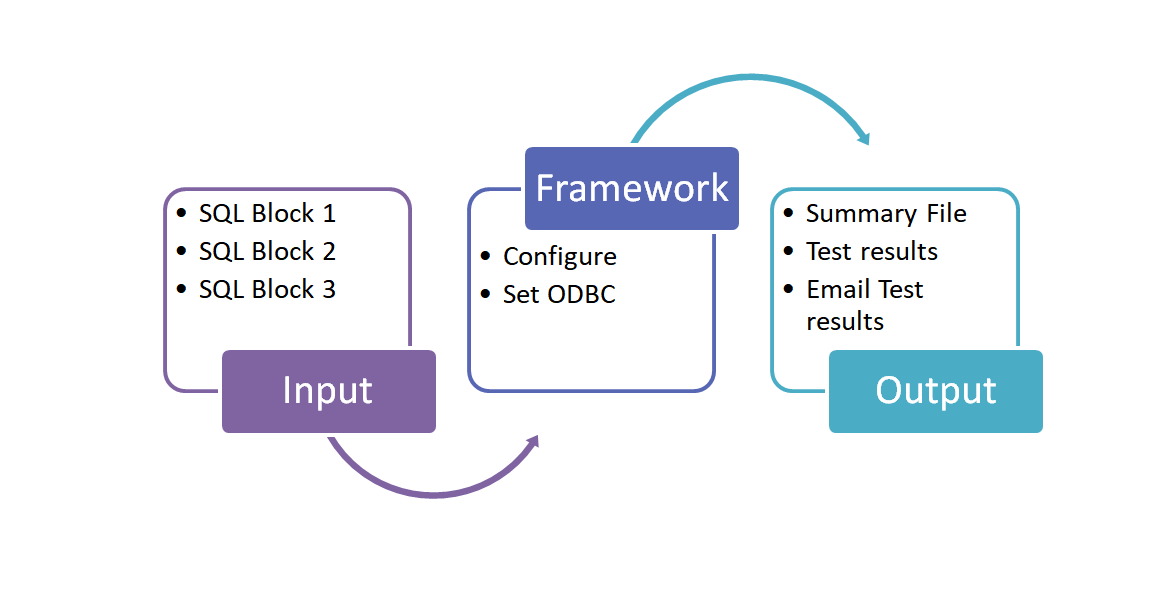 • SQL Block 1
• SQL Block 2
• SQL Block 3
Input
Framework
• Configure
• Set ODBC
• Summary File
• Test results
• Email Test
results
Output